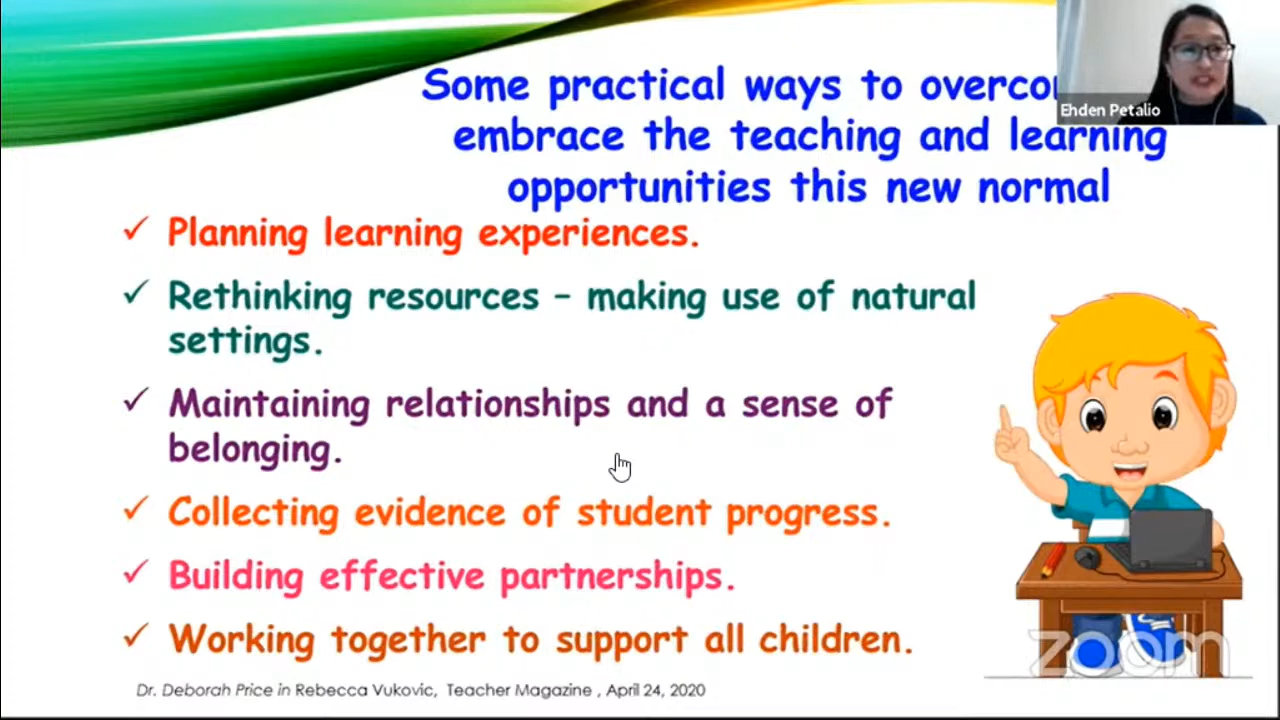 Some practical ways to
embrace the teaching and learning
opportunities this new normal
Ehden Petalio
✓ Planning learning experiences.
✓ Rethinking resources – making use of natural
settings.
✓ Maintaining relationships and a sense of
belonging.
✓ Collecting evidence of student progress.
✓ Building effective partnerships.
✓ Working together to support all children.
Dr. Deborah Price in Rebecca Vukovic, Teacher Magazine , April 24, 2020
zoom